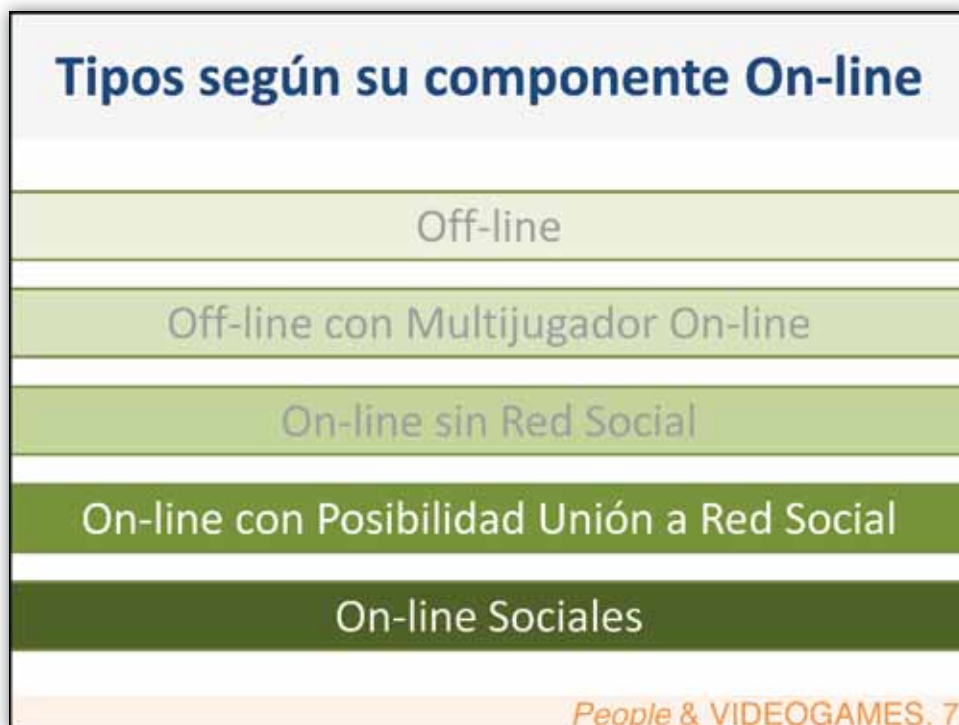 Tipos según su componente On-line
Off-line
Off-line con Multijugador On-line
On-line sin Red Social
On-line con Posibilidad Unión a Red Social
On-line Sociales
People & VIDEOGAMES, 7